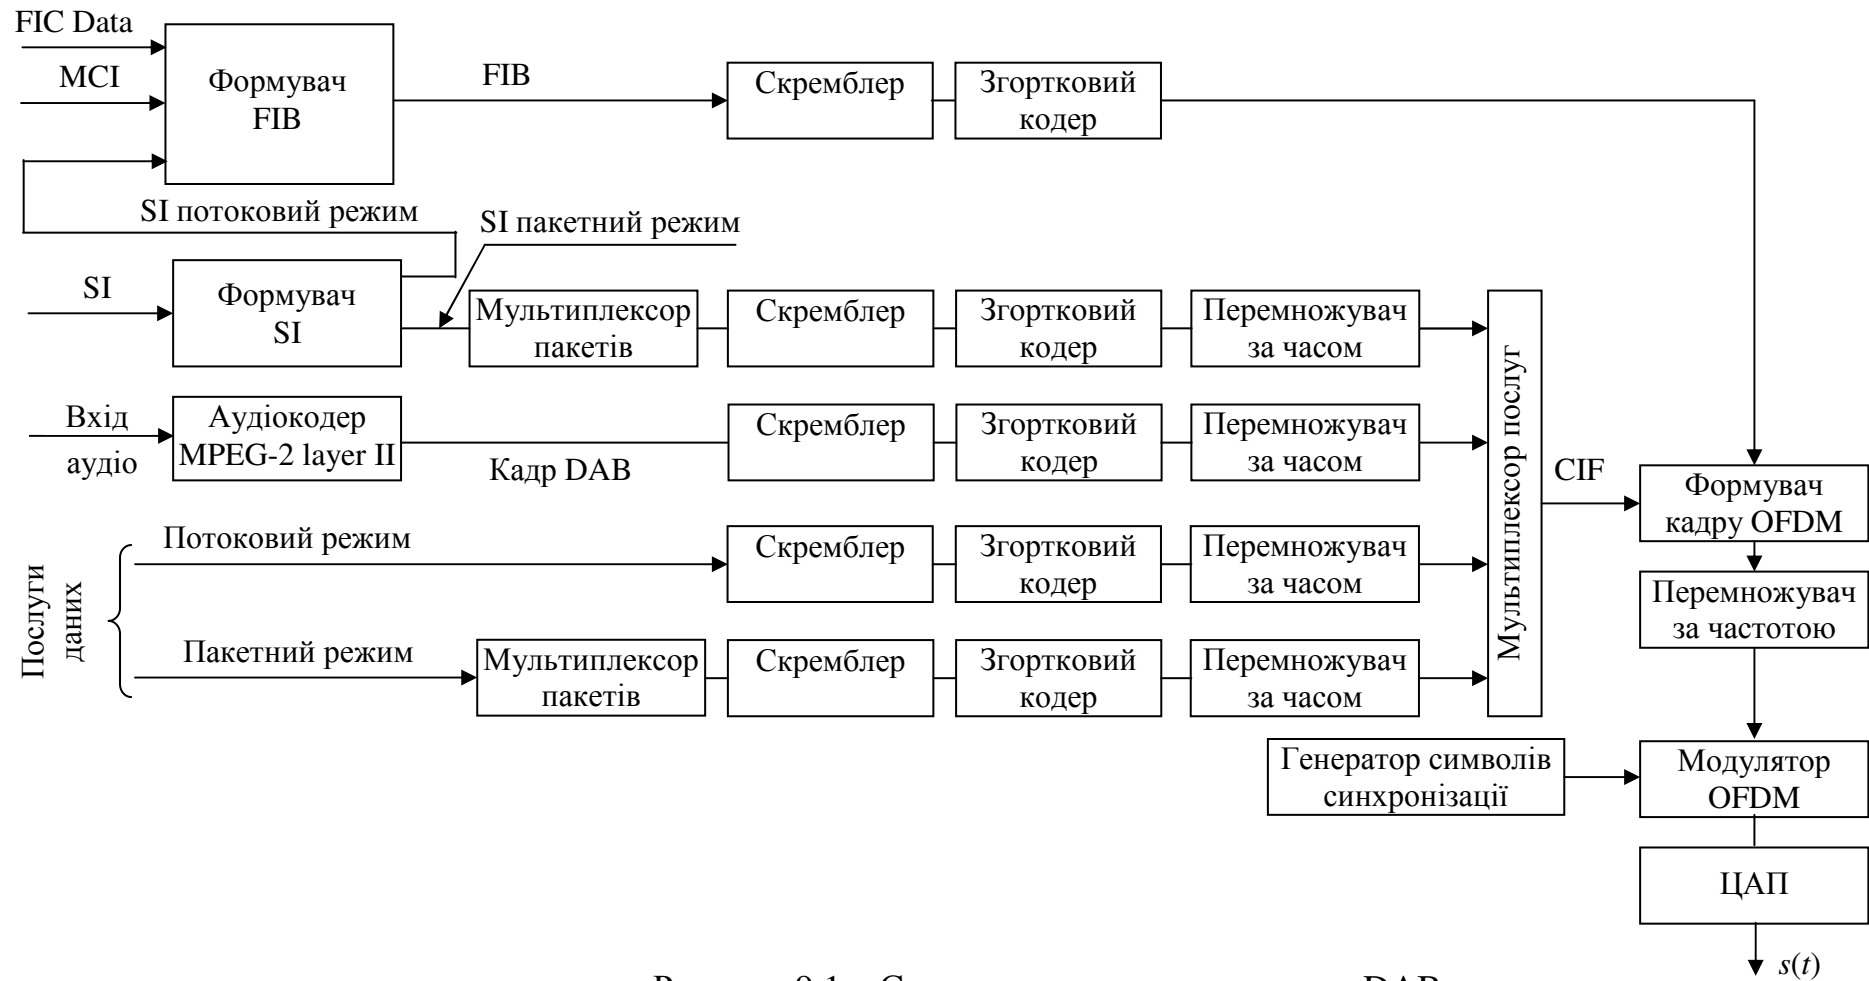 FIC Data
MCI
Формувач
FIB
FIB
Скремблер
Згортковий
кодер
SI потоковий режим
SI пакетний режим
SI
Формувач
SI
Мультиплексор
пакетів
Скремблер
Згортковий
кодер
Перемножувач
за часом
Вхід
аудіо
Аудіокодер
MPEG-2 layer II
Кадр DAB
Скремблер
Згортковий
кодер
Перемножувач
за часом
Послуги
даних
Потоковий режим
Скремблер
Згортковий
кодер
Перемножувач
за часом
Пакетний режим
Мультиплексор
пакетів
Скремблер
Згортковий
кодер
Перемножувач
за часом
Мультиплексор послуг
CIF
Формувач
кадру OFDM
Перемножувач
за частотою
Генератор символів
синхронізації
Модулятор
OFDM
ЦАП
s(t)
DAB